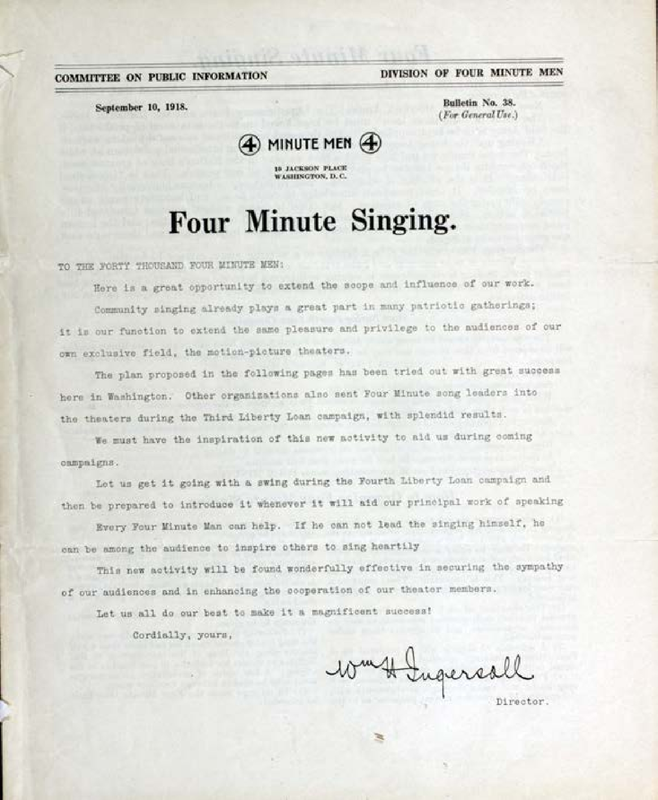 COMMITTEE ON PUBLIC INFORMATION DIVISION OF FOUR MINUTE MEN
September 10, 1918. Bulletin No. 38.
(For General Use.)
4 MINUTE MEN 4
10 JACKSON PLACE
WASHINGTON, D. C.
Four Minute Singing.
TO THE FORTY THOUSAND FOUR MINUTE MEN:
Here is a great opportunity to extend the scope and influence of our work.
Community singing already plays a great part in many patriotic gatherings;
it is our function to extend the same pleasure and privilege to the audiences of our
own exclusive field, the motion-picture theaters.
The plan proposed in the following pages has been tried out with great success
here in Washington. Other organizations also sent Four Minute song leaders into
the theaters during the Third Liberty Loan campaign, with splendid results.
We must have the inspiration of this new activity to aid us during coming
campaigns.
Let us get it going with a swing during the Fourth Liberty Loan campaign and
then be prepared to introduce it whenever it will aid our principal work of speaking
Every Four Minute Man can help. If he can not lead the singing himself, he
can be among the audience to inspire others to sing heartily
This new activity will be found wonderfully effective in securing the sympathy
of our audiences and in enhancing the cooperation of our theater members.
Let us all do our best to make it a magnificent success!
Cordially, yours,
Wm H Ingersoll
Director.